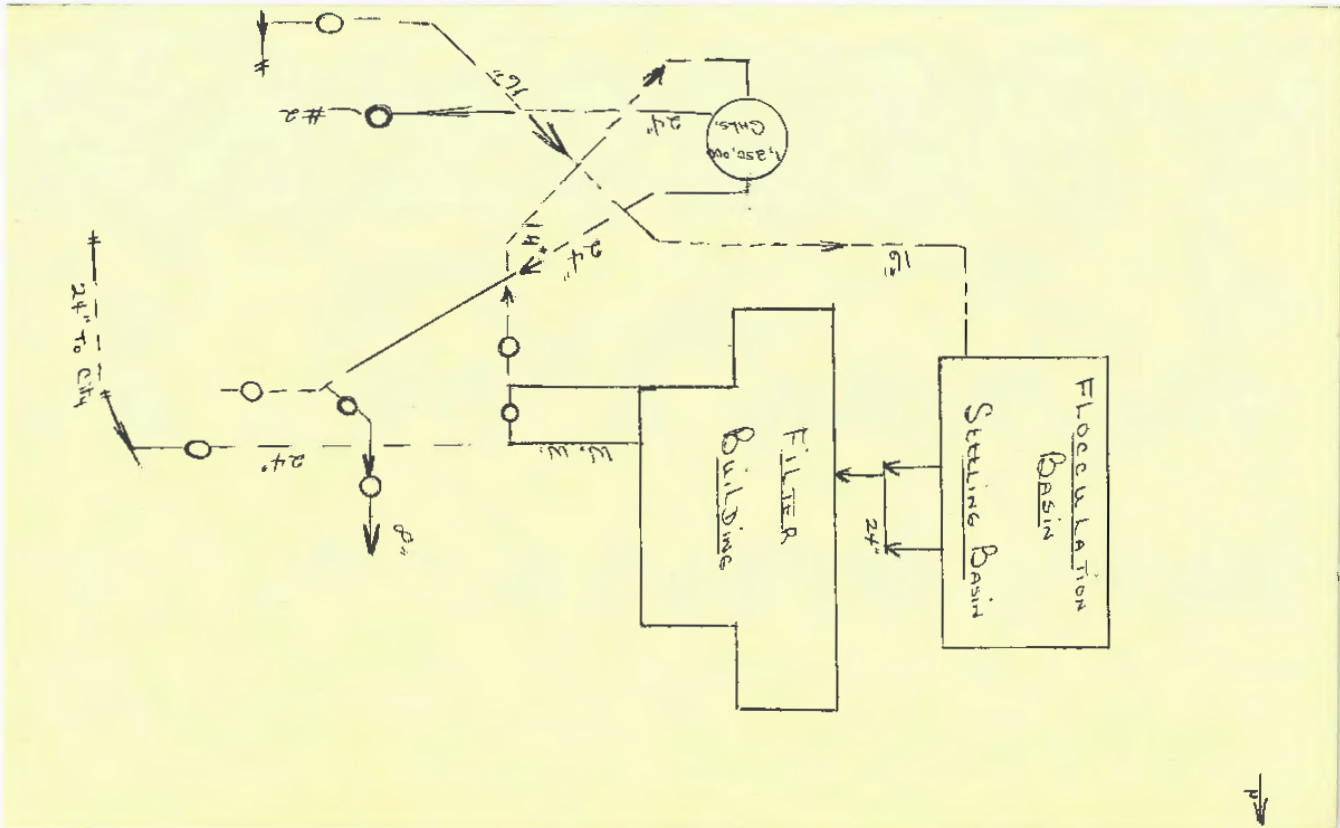 16"
#2
24"
1,250,000
GALS.
14"
24"
16"
24" To City
24"
W.W.
8"
24"
Filter
Building
Flocculation
Basin
Settling Basin
N